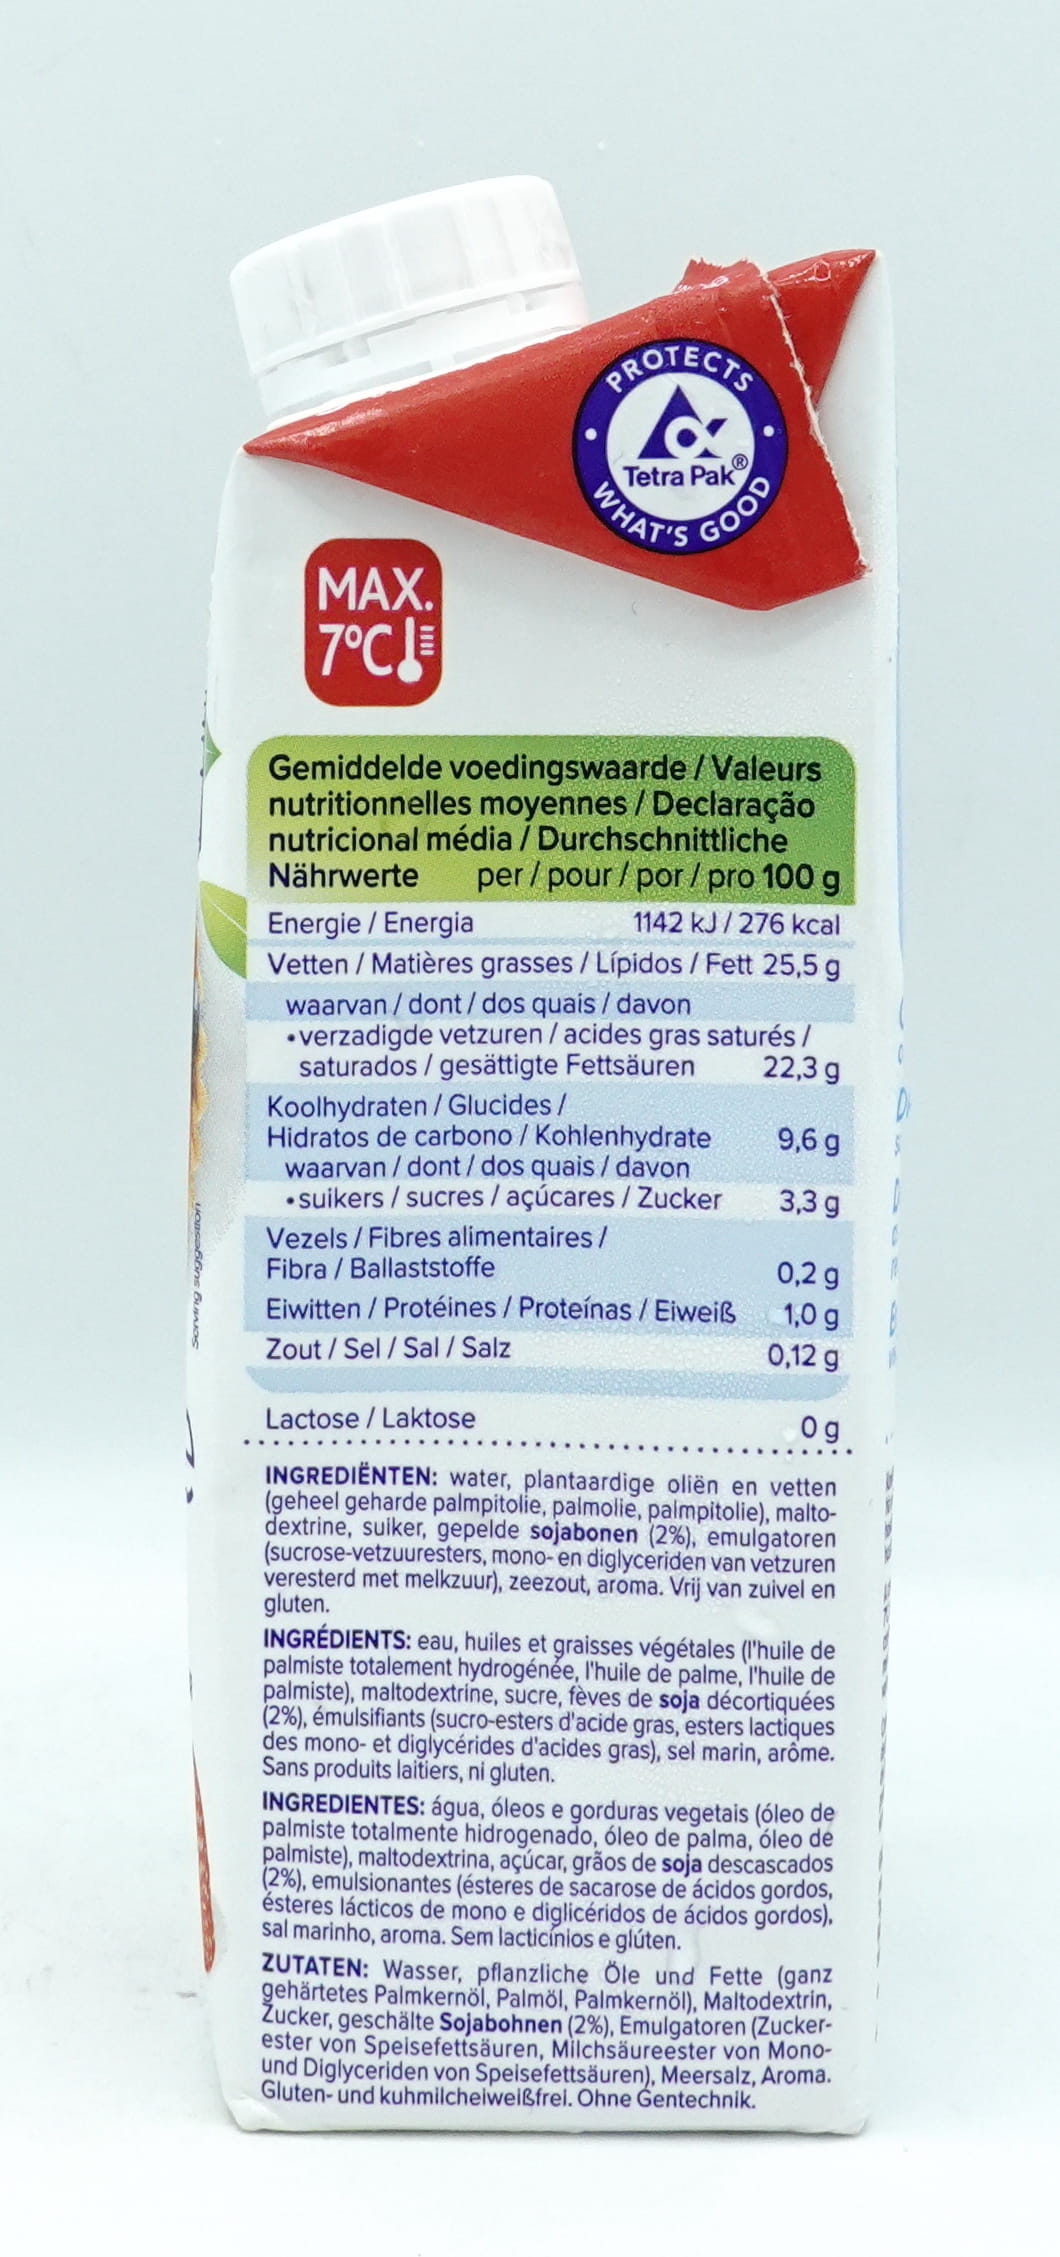 PROTECTS
Tetra Pak®
WHAT'S GOOD
MAX.
7°C
Gemiddelde voedingswaarde / Valeurs
nutritionnelles moyennes / Declaração
nutricional média / Durchschnittliche
Nährwerte per / pour / por / pro 100 g
Energie / Energia 1142 kJ / 276 kcal
Vetten / Matières grasses / Lípidos / Fett 25,5 g
waarvan / dont / dos quais / davon
•verzadigde vetzuren / acides gras saturés /
saturados / gesättigte Fettsäuren 22,3 g
Koolhydraten / Glucides /
Hidratos de carbono / Kohlenhydrate 9,6 g
waarvan / dont / dos quais / davon
•suikers / sucres / açúcares / Zucker 3,3 g
Vezels / Fibres alimentaires /
Fibra / Ballaststoffe 0,2 g
Eiwitten / Protéines / Proteínas / Eiweiß 1,0 g
Zout / Sel / Sal / Salz 0,12 g
Lactose / Laktose 0 g
INGREDIËNTEN: water, plantaardige oliën en vetten
(geheel geharde palmpitolie, palmolie, palmpitolie), malto-
dextrine, suiker, gepelde sojabonen (2%), emulgatoren
(sucrose-vetzuuresters, mono- en diglyceriden van vetzuren
veresterd met melkzuur), zeezout, aroma. Vrij van zuivel en
gluten.
INGRÉDIENTS: eau, huiles et graisses végétales (l'huile de
palmiste totalement hydrogénée, l'huile de palme, l'huile de
palmiste), maltodextrine, sucre, fèves de soja décortiquées
(2%), émulsifiants (sucro-esters d'acide gras, esters lactiques
des mono- et diglycérides d'acides gras), sel marin, arôme.
Sans produits laitiers, ni gluten.
INGREDIENTES: água, óleos e gorduras vegetais (óleo de
palmiste totalmente hidrogenado, óleo de palma, óleo de
palmiste), maltodextrina, açúcar, grãos de soja descascados
(2%), emulsionantes (ésteres de sacarose de ácidos gordos,
ésteres lácticos de mono e diglicéridos de ácidos gordos),
sal marinho, aroma. Sem lacticínios e glúten.
ZUTATEN: Wasser, pflanzliche Öle und Fette (ganz
gehärtetes Palmkernöl, Palmöl, Palmkernöl), Maltodextrin,
Zucker, geschälte Sojabohnen (2%), Emulgatoren (Zucker-
ester von Speisefettsäuren, Milchsäureester von Mono-
und Diglyceriden von Speisefettsäuren), Meersalz, Aroma.
Gluten- und kuhmilcheiweißfrei. Ohne Gentechnik.
Serving suggestion